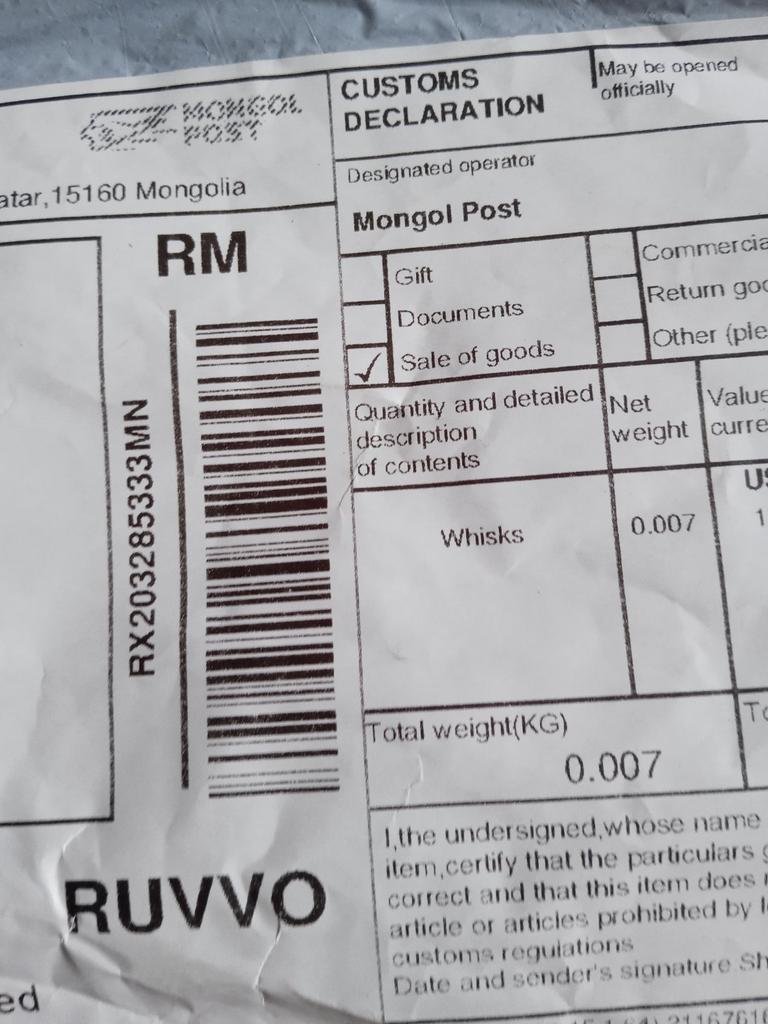 MONGOL
POST
atar,15160 Mongolia
RM
RX203285333MN
RUVVO
ed
CUSTOMS
DECLARATION
May be opened
officially
Designated operator
Mongol Post
Gift
Documents
✓ Sale of goods
Commercia
Return goo
Other (ple
Quantity and detailed
description
of contents
Net
weight
Value
curre
US
Whisks
0.007
1
Total weight(KG)
0.007
To
I,the undersigned,whose name
item,certify that the particulars g
correct and that this item does
article or articles prohibited by l
customs regulations
Date and sender's signature Sh